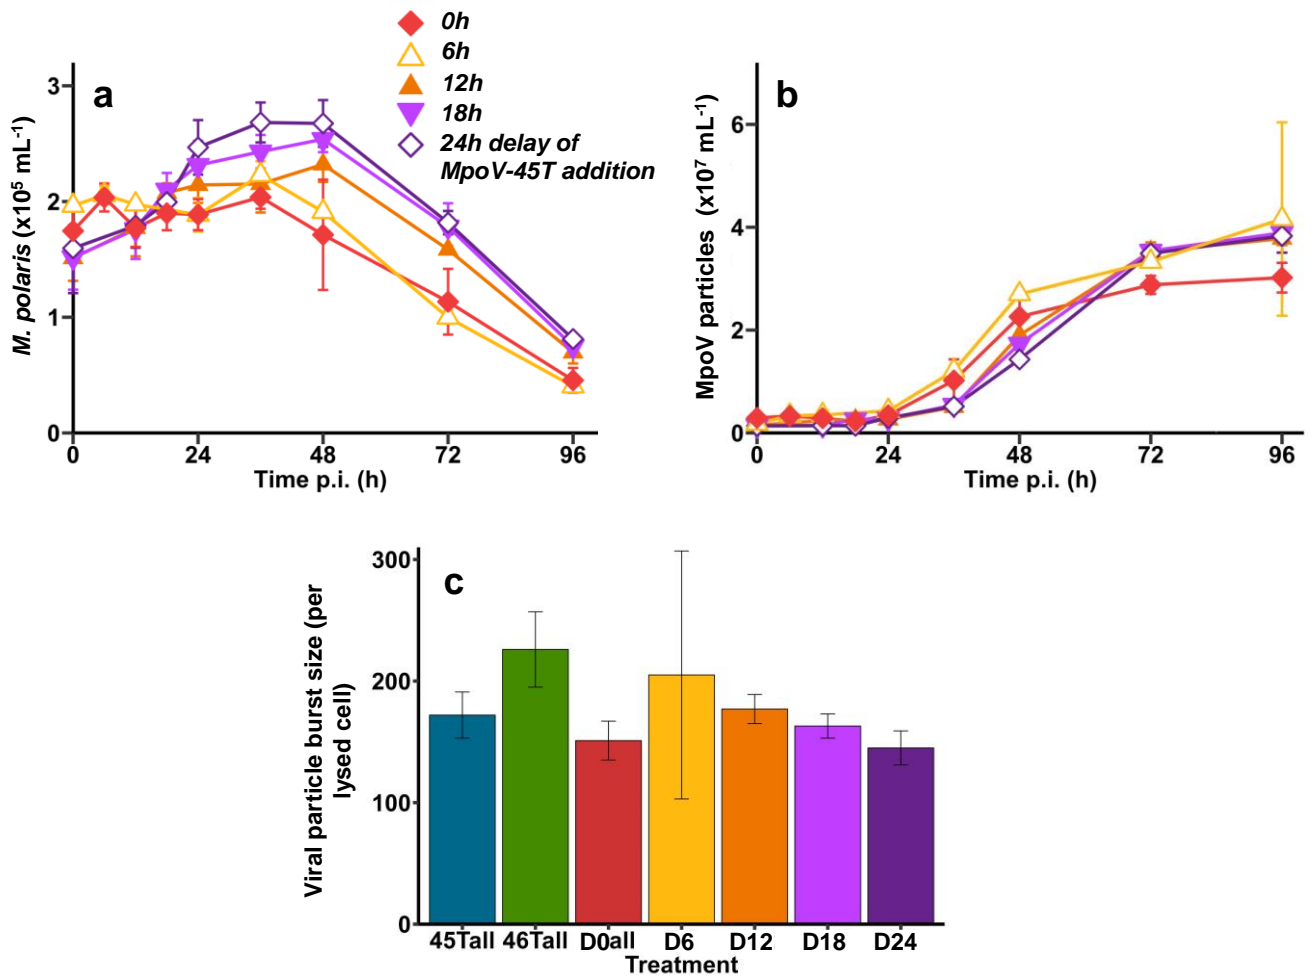 0h
6h
12h
18h
24h delay of
MpoV-45T addition
a
M. polaris (x10⁵ mL⁻¹)
3
2
1
0
0 24 48 72 96
Time p.i. (h)
b
MpoV particles (x10⁷ mL⁻¹)
6
4
2
0
0 24 48 72 96
Time p.i. (h)
c
Viral particle burst size (per
lysed cell)
300
200
100
0
45Tall 46Tall D0all D6 D12 D18 D24
Treatment